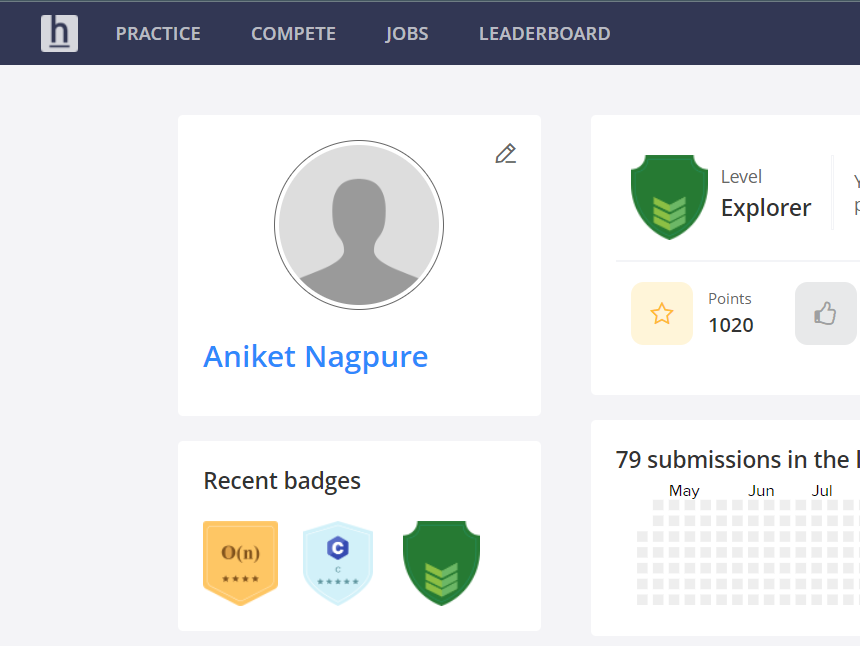 h PRACTICE COMPETE JOBS LEADERBOARD
Aniket Nagpure
Recent badges
O(n)
C
C
Level
Explorer
Points
1020
79 submissions in the
May Jun Jul